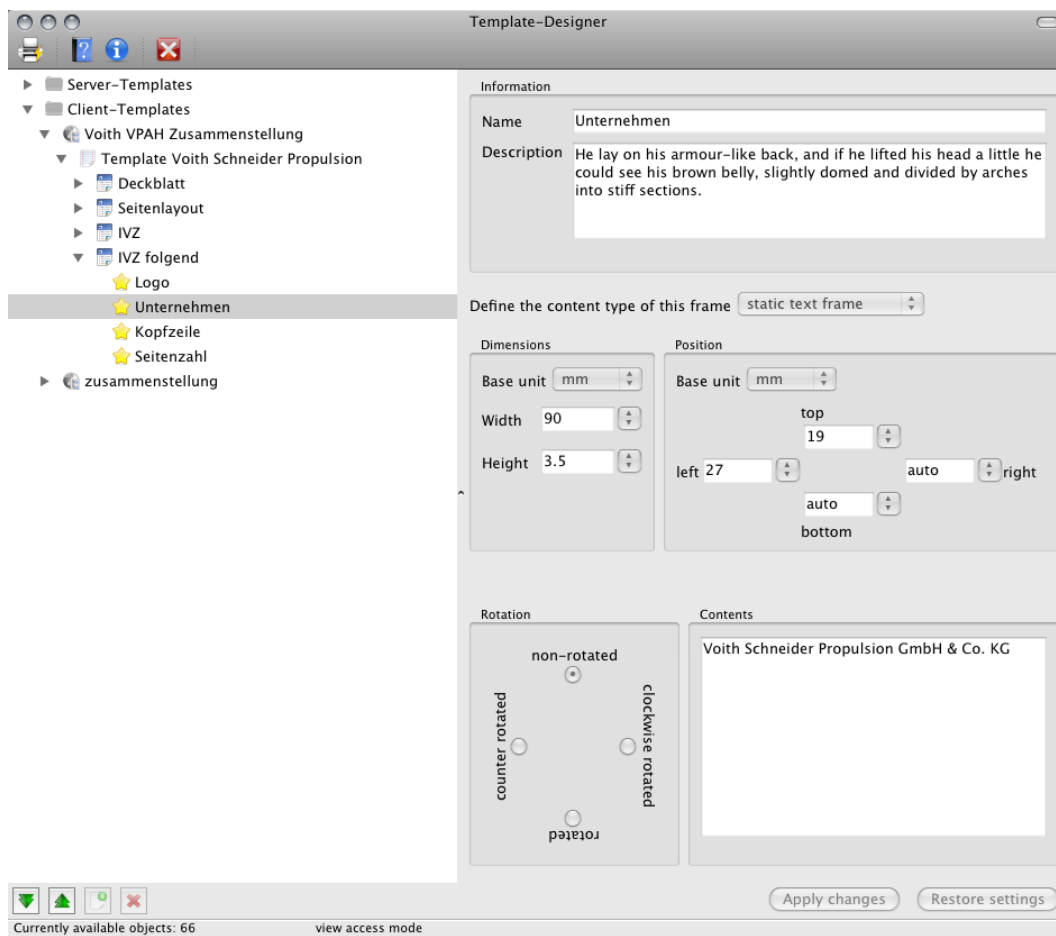 Template-Designer
Server-Templates
Client-Templates
Voith VPAH Zusammenstellung
Template Voith Schneider Propulsion
Deckblatt
Seitenlayout
IVZ
IVZ folgend
Logo
Unternehmen
Kopfzeile
Seitenzahl
zusammenstellung
Information
Name Unternehmen
Description He lay on his armour-like back, and if he lifted his head a little he
could see his brown belly, slightly domed and divided by arches
into stiff sections.
Define the content type of this frame static text frame
Dimensions
Base unit mm
Width 90
Height 3.5
Position
Base unit mm
top
19
left 27 auto right
auto
bottom
Rotation
non-rotated
counter rotated
clockwise rotated
rotated
Contents
Voith Schneider Propulsion GmbH & Co. KG
Apply changes Restore settings
Currently available objects: 66 view access mode